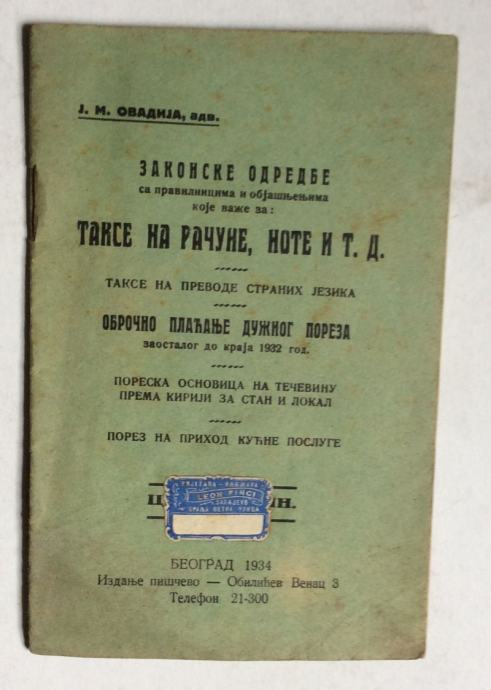 Ј. М. ОВАДИЈА, адв.
ЗАКОНСКЕ ОДРЕДБЕ
са правилницима и објашњењима
које важе за:
ТАКСЕ НА РАЧУНЕ, НОТЕ И Т. Д.
ТАКСЕ НА ПРЕВОДЕ СТРАНИХ ЈЕЗИКА
ОБРОЧНО ПЛАЋАЊЕ ДУЖНОГ ПОРЕЗА
заосталог до краја 1932 год.
ПОРЕСКА ОСНОВИЦА НА ТЕЧЕВИНУ
ПРЕМА КИРИЈИ ЗА СТАН И ЛОКАЛ
ПОРЕЗ НА ПРИХОД КУЋНЕ ПОСЛУГЕ
LEON FINCI
САРАЈЕВО
БЕОГРАД 1934
Издање пишчево — Обилићев Венац 3
Телефон 21-300